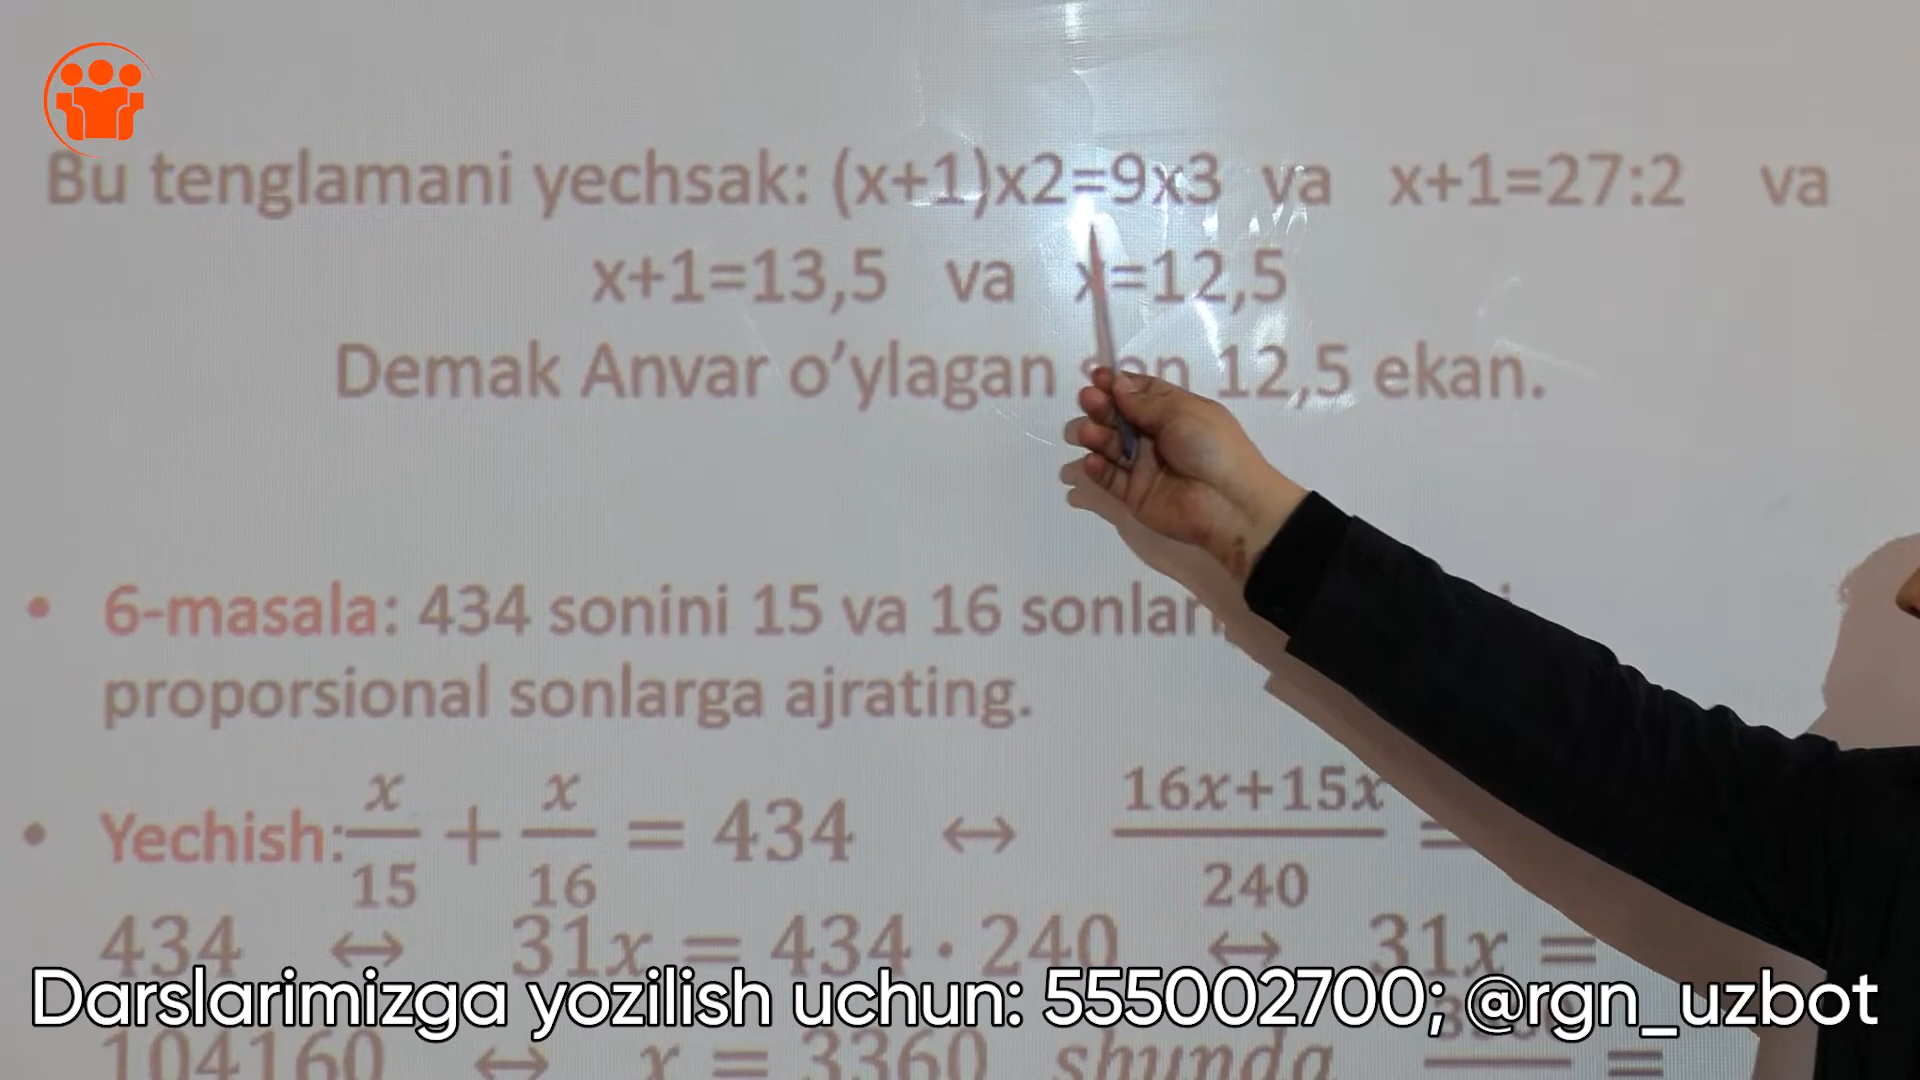 Bu tenglamani yechsak: (x+1)x2=9x3 va x+1=27:2 va
x+1=13,5 va x=12,5
Demak Anvar o’ylagan son 12,5 ekan.
• 6-masala: 434 sonini 15 va 16
proporsional sonlarga ajrating.
• Yechish: x/15 + x/16 = 434 ↔ 16x+15x/240 =
434 ↔ 31x = 434 · 240 ↔ 31x =
104160 ↔ x = 3360 shunda =
Darslarimizga yozilish uchun: 555002700; @rgn_uzbot